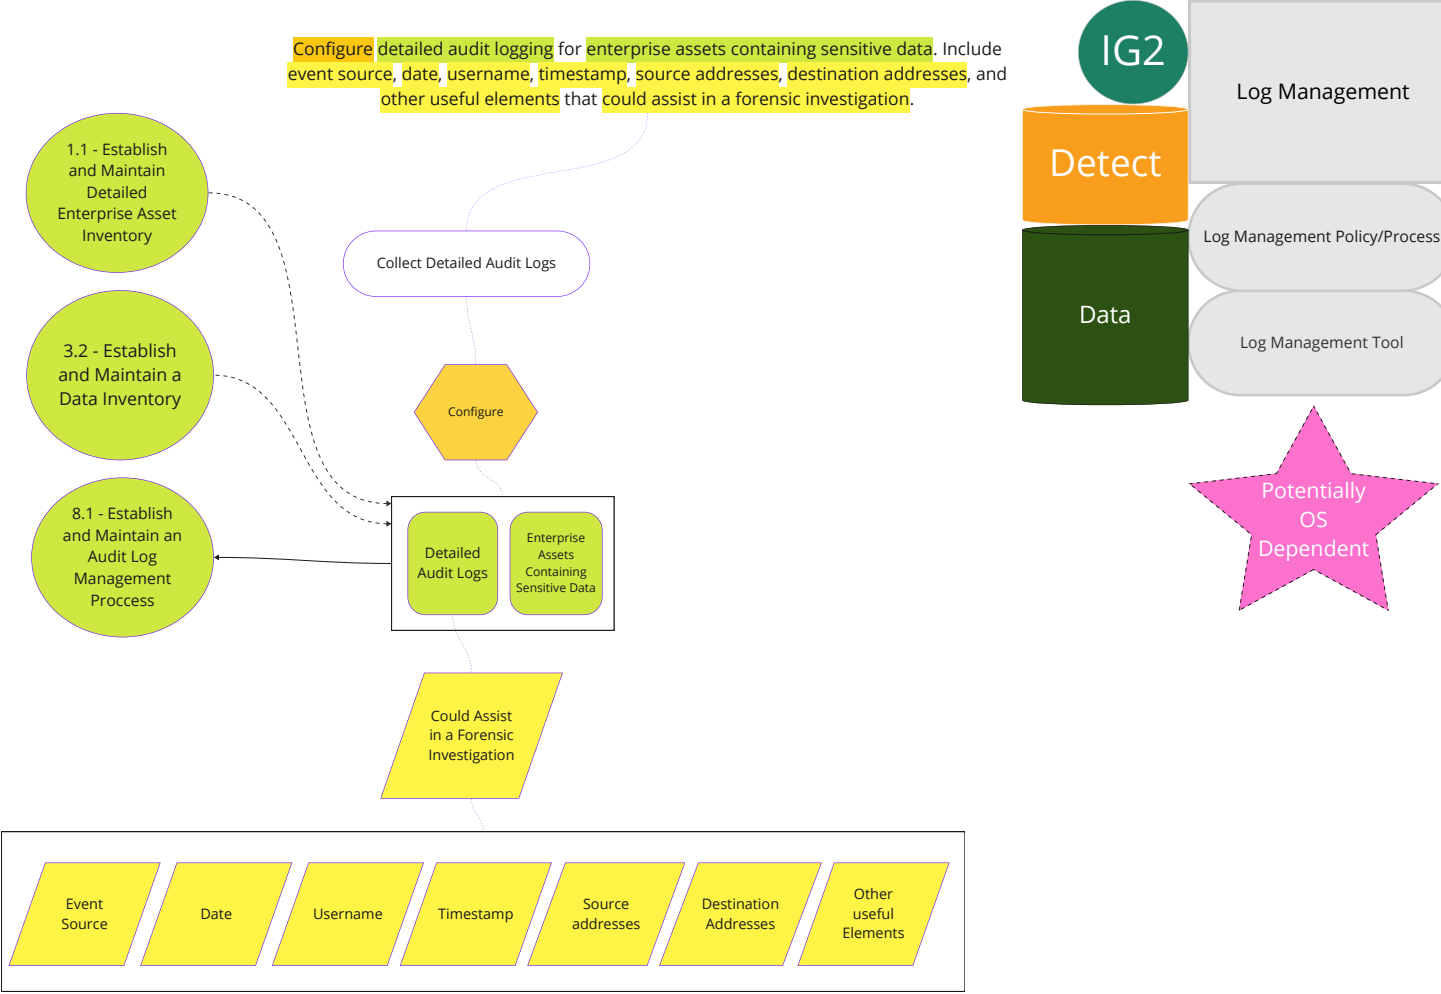 Configure detailed audit logging for enterprise assets containing sensitive data. Include
event source, date, username, timestamp, source addresses, destination addresses, and
other useful elements that could assist in a forensic investigation.
IG2
Log Management
Detect
Log Management Policy/Process
Data
Log Management Tool
Potentially
OS
Dependent
1.1 - Establish
and Maintain
Detailed
Enterprise Asset
Inventory
Collect Detailed Audit Logs
3.2 - Establish
and Maintain a
Data Inventory
Configure
8.1 - Establish
and Maintain an
Audit Log
Management
Proccess
Detailed
Audit Logs
Enterprise
Assets
Containing
Sensitive Data
Could Assist
in a Forensic
Investigation
Event
Source
Date
Username
Timestamp
Source
addresses
Destination
Addresses
Other
useful
Elements